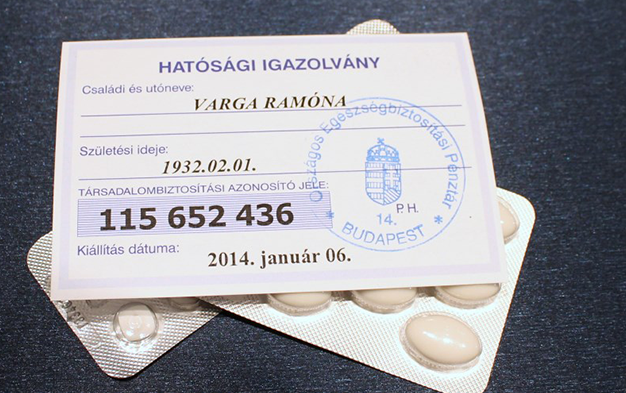 HATÓSÁGI IGAZOLVÁNY
Családi és utóneve:
VARGA RAMÓNA
Születési ideje:
1932.02.01.
TÁRSADALOMBIZTOSÍTÁSI AZONOSÍTÓ JELE:
115 652 436
Kiállítás dátuma:
2014. január 06.
Országos Egészségbiztosítási Pénztár
P.H.
14.
* BUDAPEST *